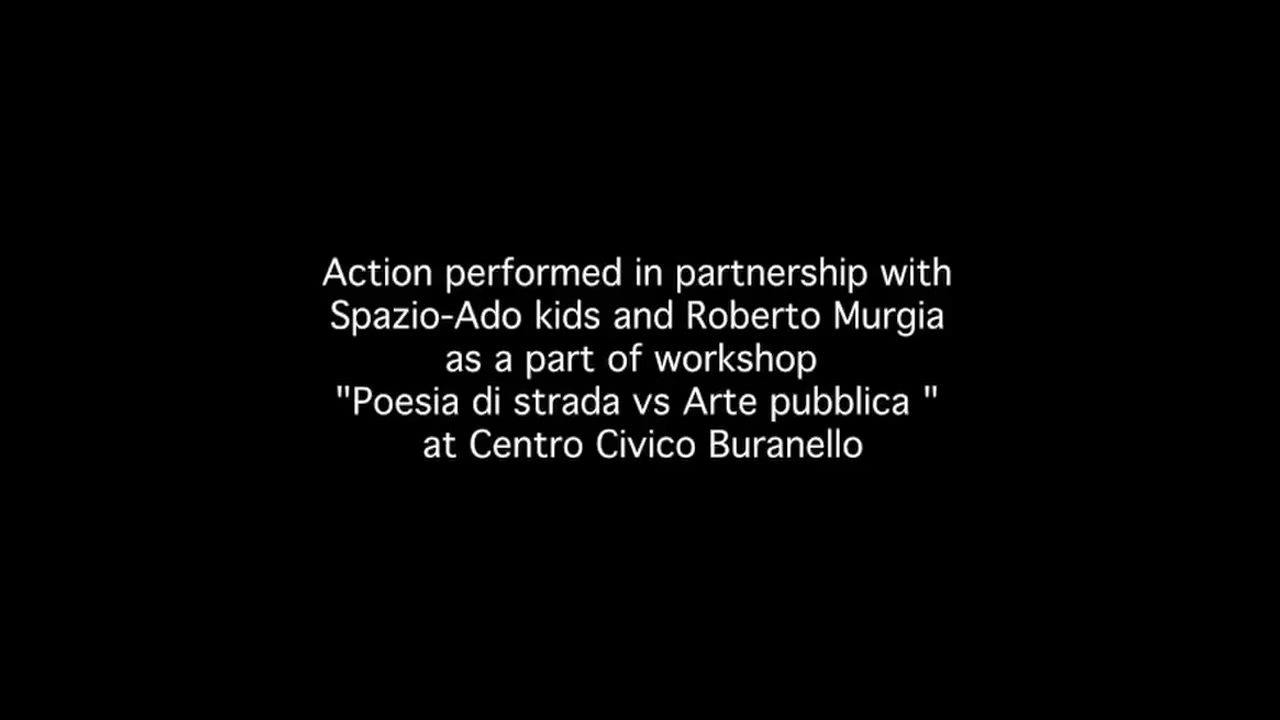 Action performed in partnership with
Spazio-Ado kids and Roberto Murgia
as a part of workshop
"Poesia di strada vs Arte pubblica "
at Centro Civico Buranello